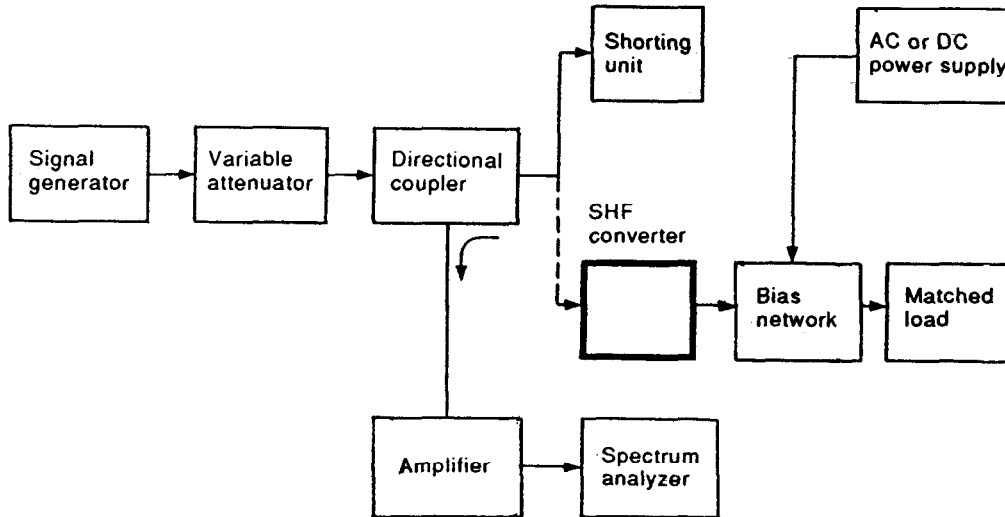 Shorting
unit
AC or DC
power supply
Signal
generator
Variable
attenuator
Directional
coupler
SHF
converter
Bias
network
Matched
load
Amplifier
Spectrum
analyzer